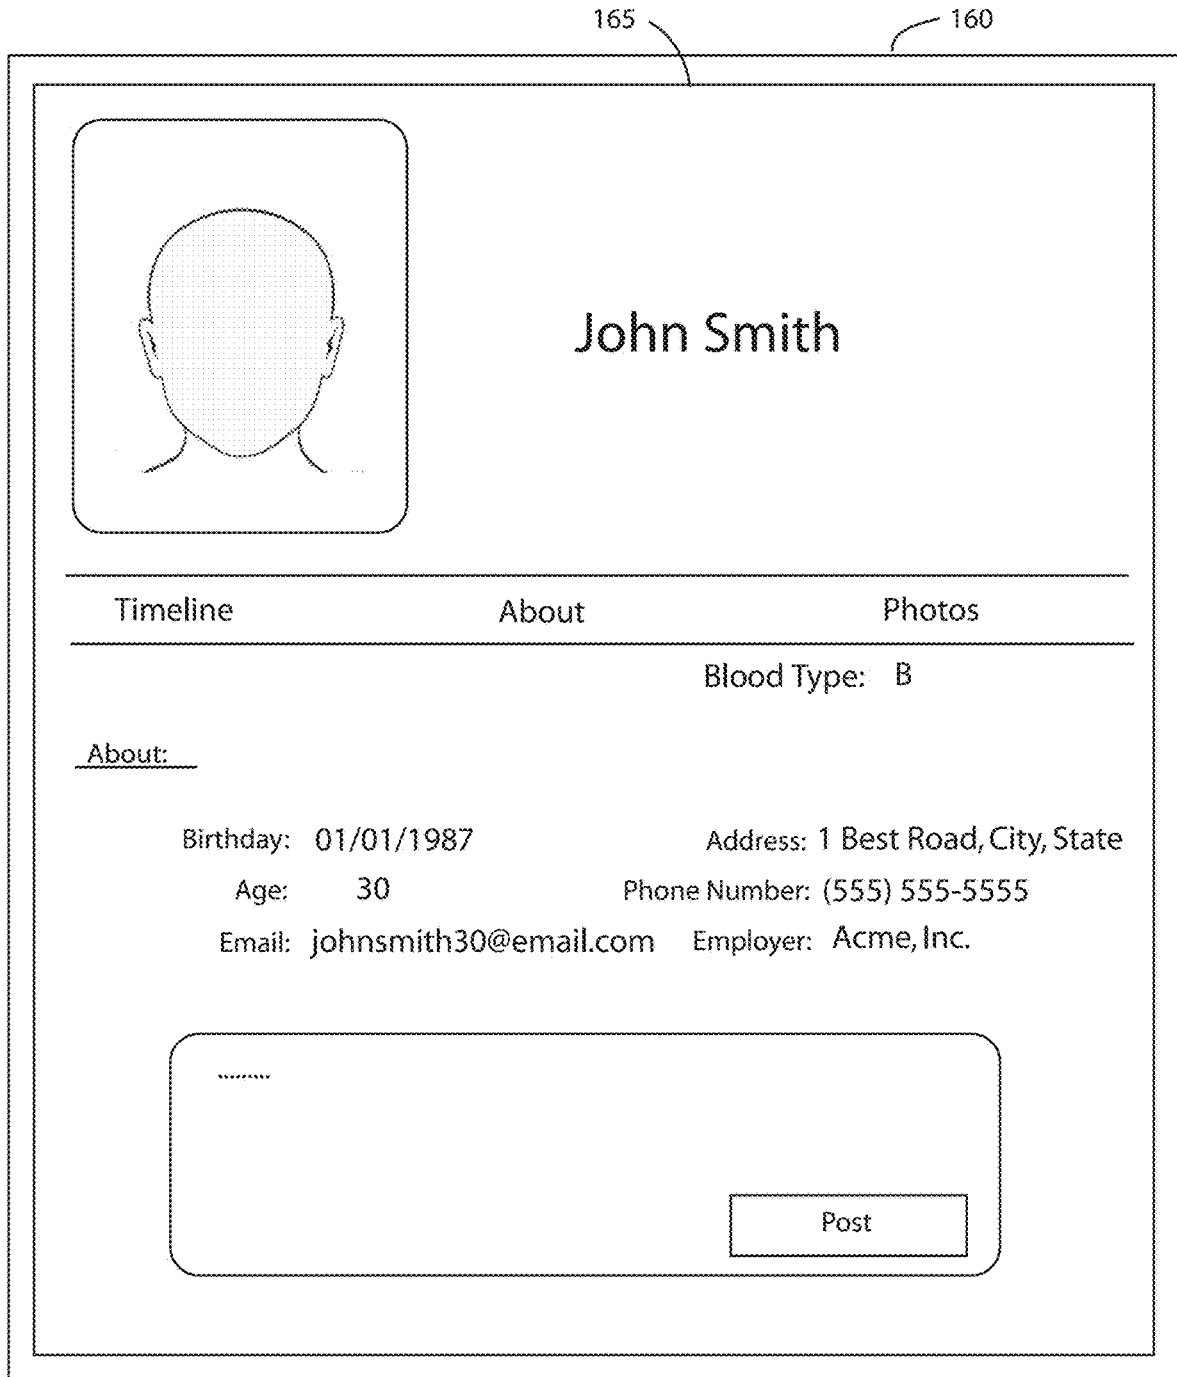 165 160
John Smith
Timeline About Photos
Blood Type: B
About:
Birthday: 01/01/1987 Address: 1 Best Road, City, State
Age: 30 Phone Number: (555) 555-5555
Email: johnsmith30@email.com Employer: Acme, Inc.
Post